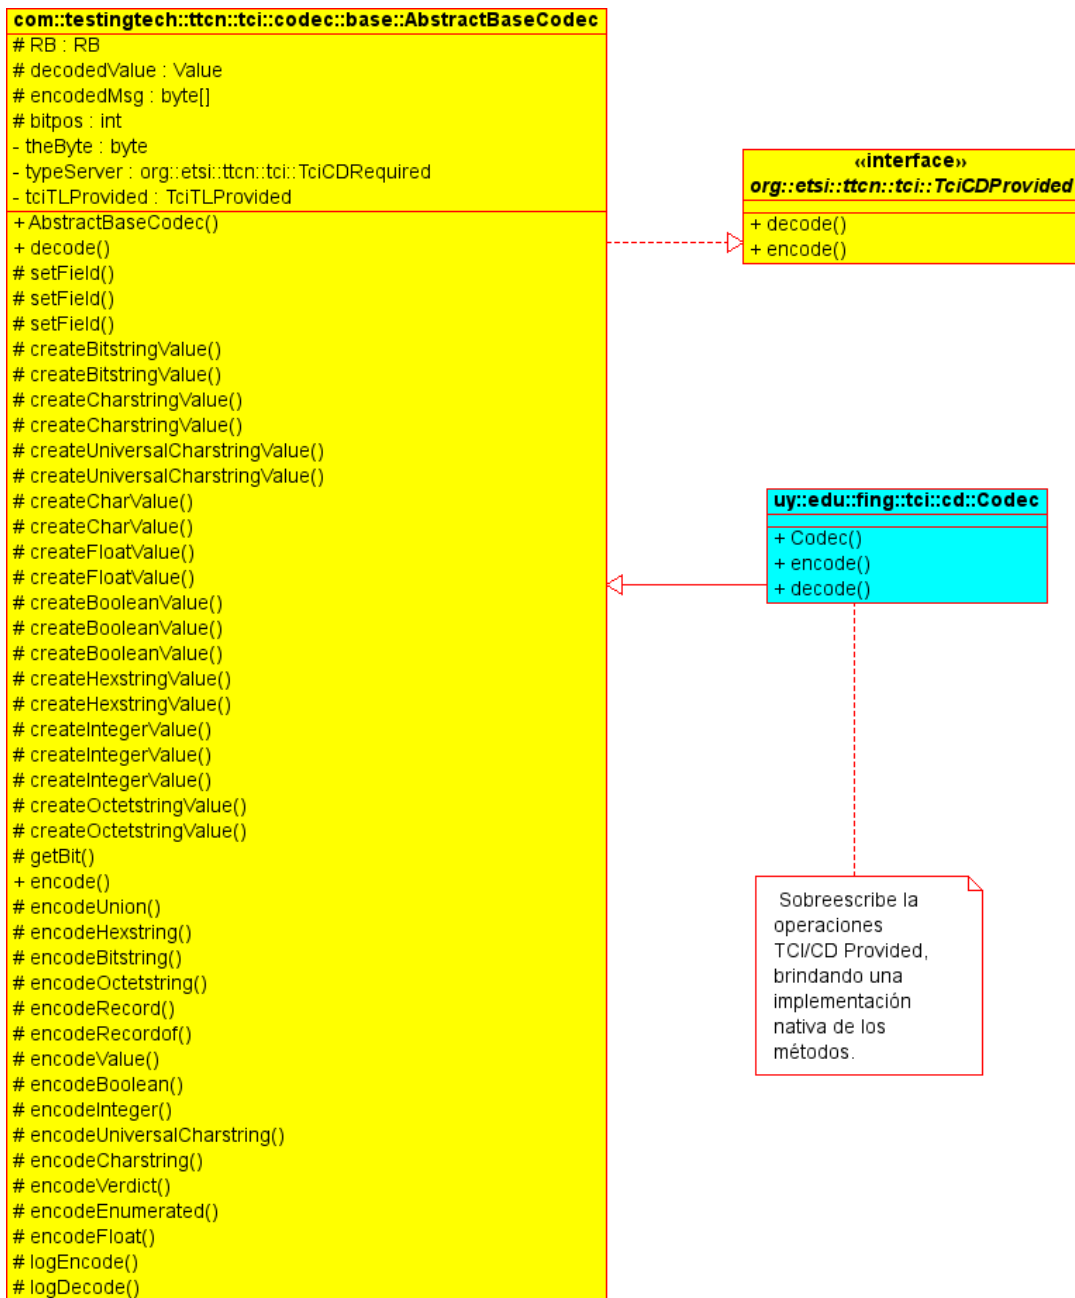 com::testingtech::ttcn::tci::codec::base::AbstractBaseCodec
# RB : RB
# decodedValue : Value
# encodedMsg : byte[]
# bitpos : int
- theByte : byte
- typeServer : org::etsi::ttcn::tci::TciCDRequired
- tciTLProvided : TciTLProvided
+ AbstractBaseCodec()
+ decode()
# setField()
# setField()
# setField()
# createBitstringValue()
# createBitstringValue()
# createCharstringValue()
# createCharstringValue()
# createUniversalCharstringValue()
# createUniversalCharstringValue()
# createCharValue()
# createCharValue()
# createFloatValue()
# createFloatValue()
# createBooleanValue()
# createBooleanValue()
# createBooleanValue()
# createHexstringValue()
# createHexstringValue()
# createIntegerValue()
# createIntegerValue()
# createIntegerValue()
# createOctetstringValue()
# createOctetstringValue()
# getBit()
+ encode()
# encodeUnion()
# encodeHexstring()
# encodeBitstring()
# encodeOctetstring()
# encodeRecord()
# encodeRecordof()
# encodeValue()
# encodeBoolean()
# encodeInteger()
# encodeUniversalCharstring()
# encodeCharstring()
# encodeVerdict()
# encodeEnumerated()
# encodeFloat()
# logEncode()
# logDecode()
«interface»
org::etsi::ttcn::tci::TciCDProvided
+ decode()
+ encode()
uy::edu::fing::tci::cd::Codec
+ Codec()
+ encode()
+ decode()
Sobreescribe la
operaciones
TCI/CD Provided,
brindando una
implementación
nativa de los
métodos.